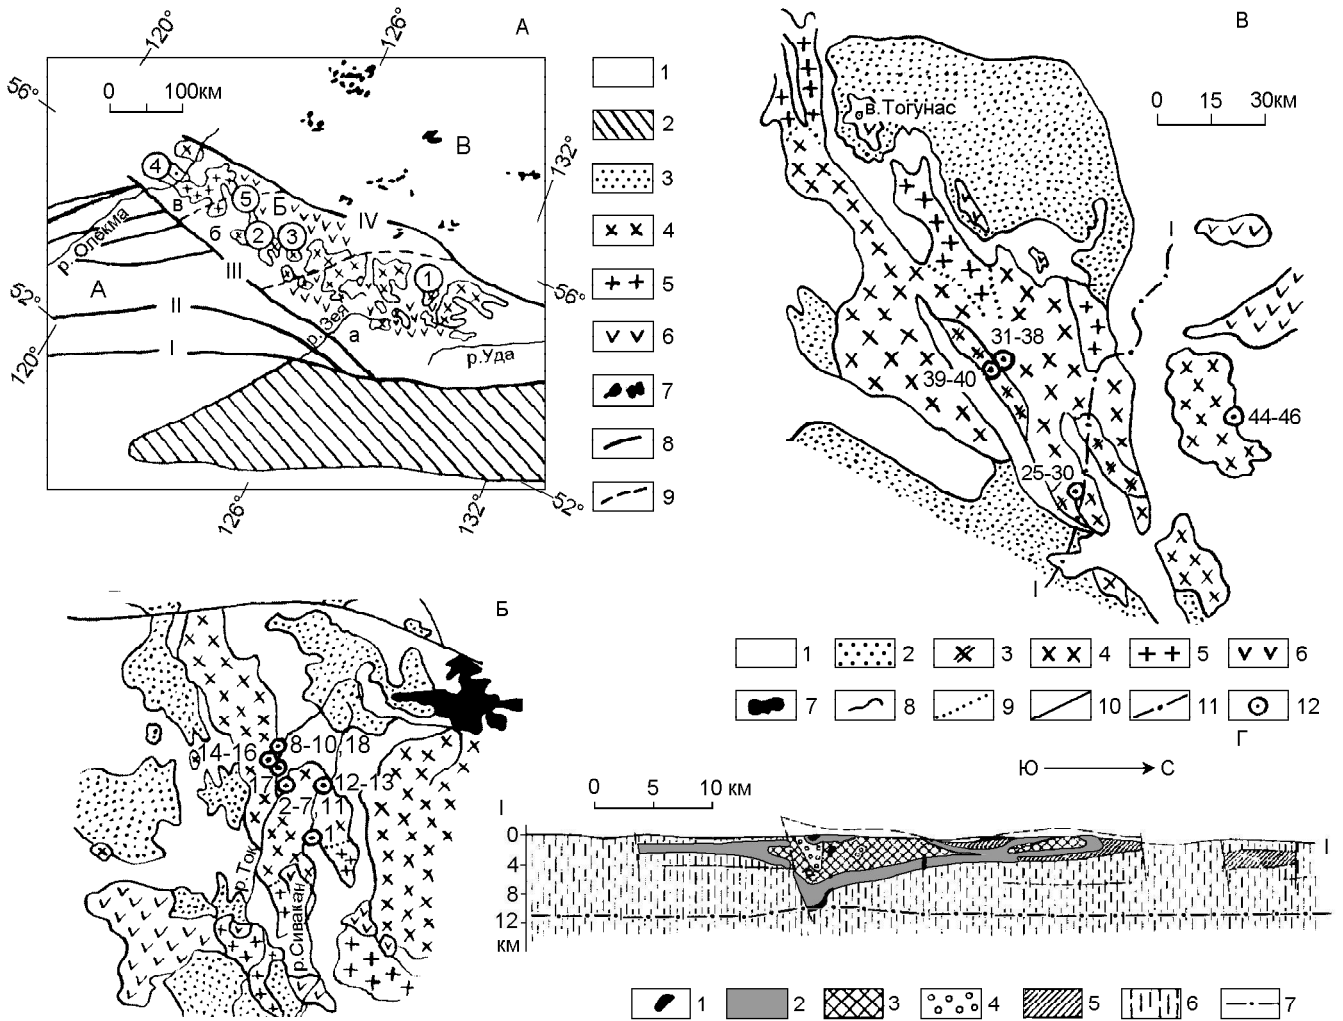 А
120°
126°
56°
0 100км
В
132°
4
5
Б
в
IV
б
2
3
р. Олёкма
III
1
А
56°
52°
II
р. Зея
а
р.Уда
120°
I
126°
132°
52°
1
2
3
4
5
6
7
8
9
В
в. Тогунас
0 15 30км
I
31-38
39-40
44-46
25-30
I
Б
14-16
8-10, 18
17
12-13
2-7
11
1
р. Ток
р.Сивакан
1 2 3 4 5 6
7 8 9 10 11 12
Г
Ю С
0 5 10 км
I
I
0
4
8
12
км
1 2 3 4 5 6 7